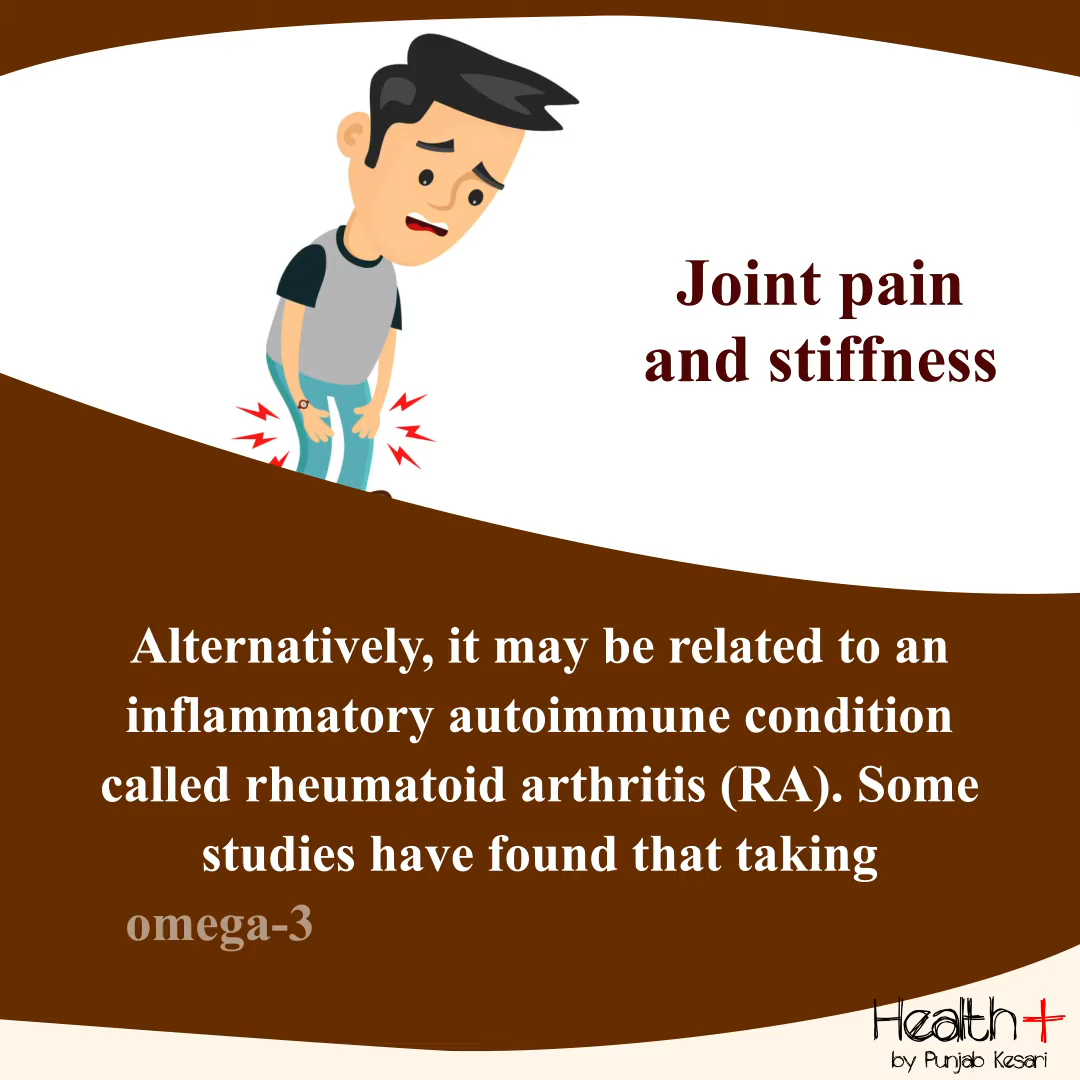 Joint pain
and stiffness
Alternatively, it may be related to an
inflammatory autoimmune condition
called rheumatoid arthritis (RA). Some
studies have found that taking
omega-3
Health+
by Punjab Kesari